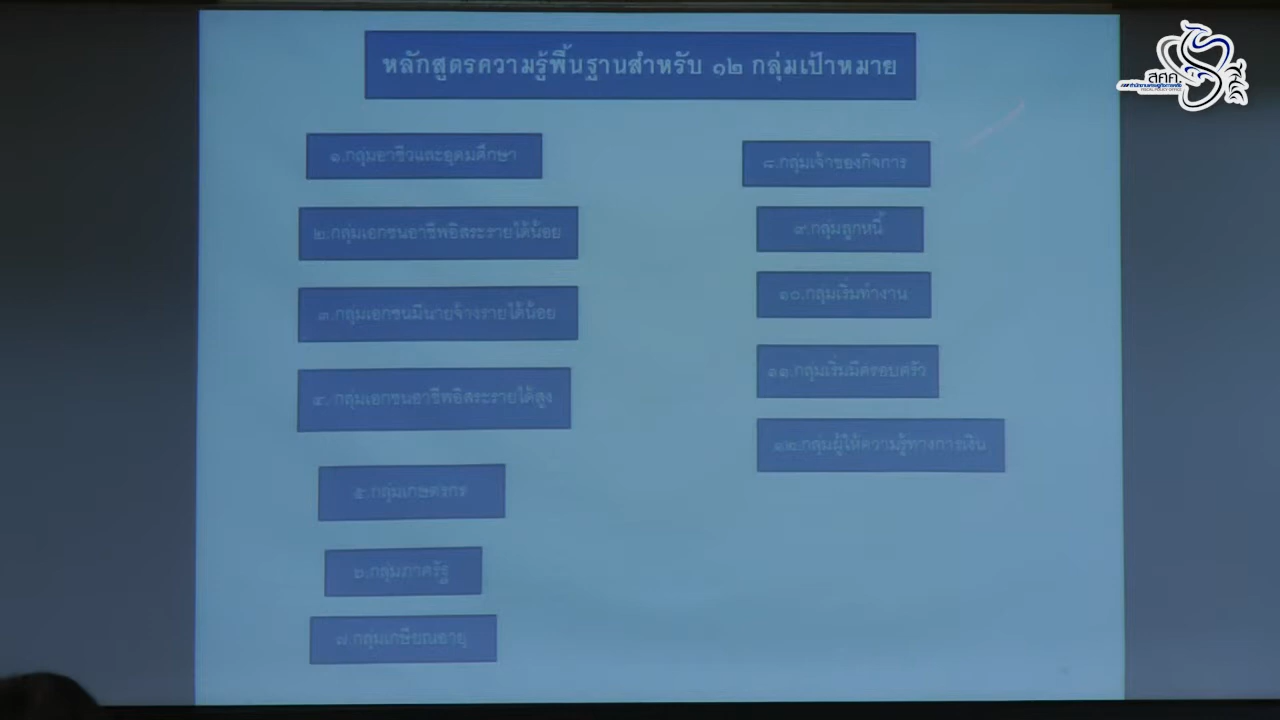 หลักสูตรความรู้พื้นฐานสำหรับ ๑๒ กลุ่มเป้าหมาย
๑.กลุ่มอาชีวและอุดมศึกษา
๒.กลุ่มเอกชนอาชีพอิสระรายได้น้อย
๓.กลุ่มเอกชนมีนายจ้างรายได้น้อย
๔. กลุ่มเอกชนอาชีพอิสระรายได้สูง
๕.กลุ่มเกษตรกร
๖.กลุ่มภาครัฐ
๗.กลุ่มเกษียณอายุ
๘.กลุ่มเจ้าของกิจการ
๙.กลุ่มลูกหนี้
๑๐.กลุ่มเริ่มทำงาน
๑๑.กลุ่มเริ่มมีครอบครัว
๑๒.กลุ่มผู้ให้ความรู้ทางการเงิน
สศค.
FISCAL POLICY OFFICE